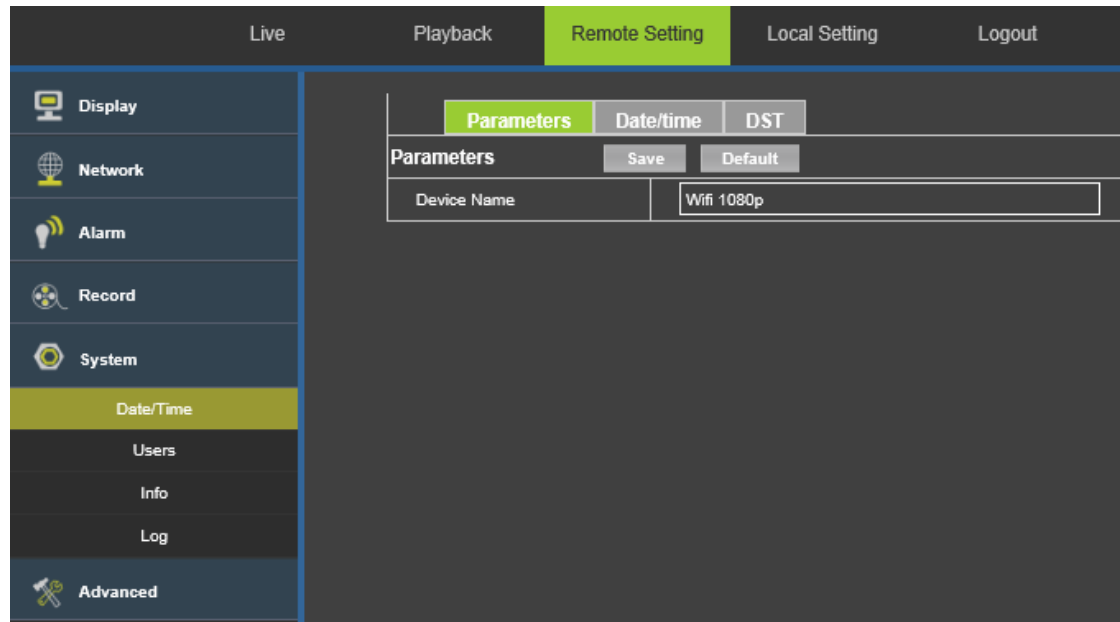 Live Playback Remote Setting Local Setting Logout
Display
Network
Alarm
Record
System
Date/Time
Users
Info
Log
Advanced
Parameters Date/time DST
Parameters Save Default
Device Name Wifi 1080p